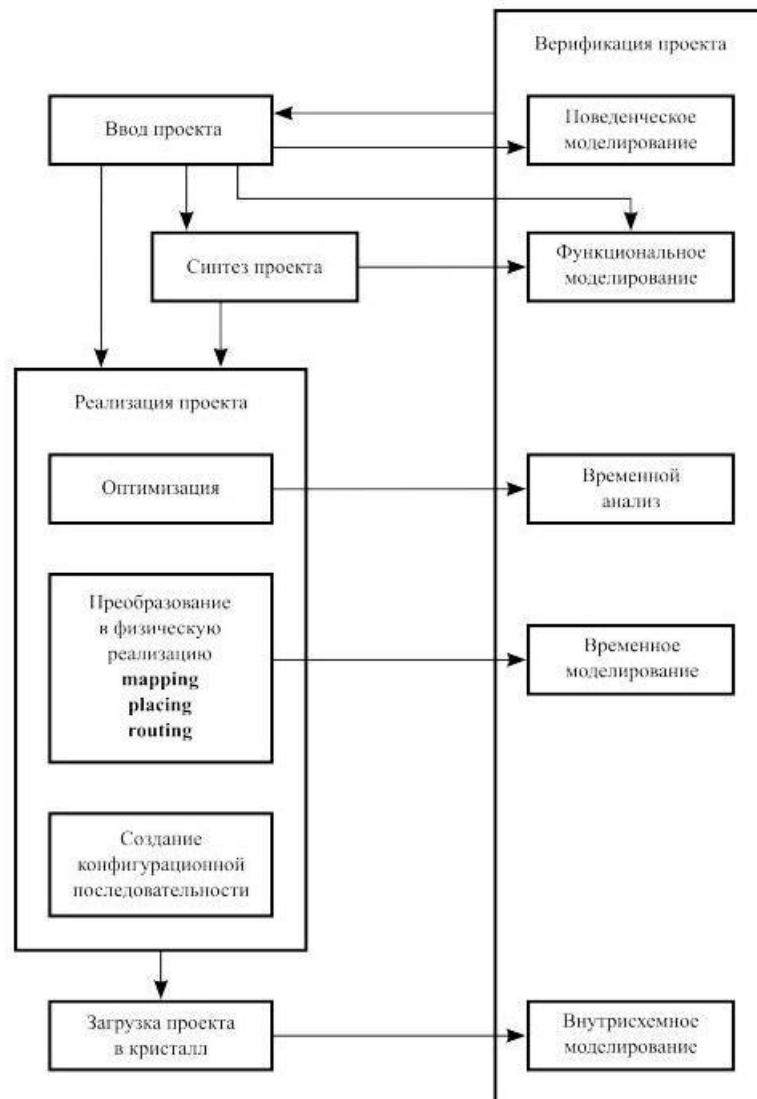 Верификация проекта
Ввод проекта
Поведенческое
моделирование
Синтез проекта
Функциональное
моделирование
Реализация проекта
Оптимизация
Временной
анализ
Преобразование
в физическую
реализацию
mapping
placing
routing
Временное
моделирование
Создание
конфигурационной
последовательности
Загрузка проекта
в кристалл
Внутрисхемное
моделирование